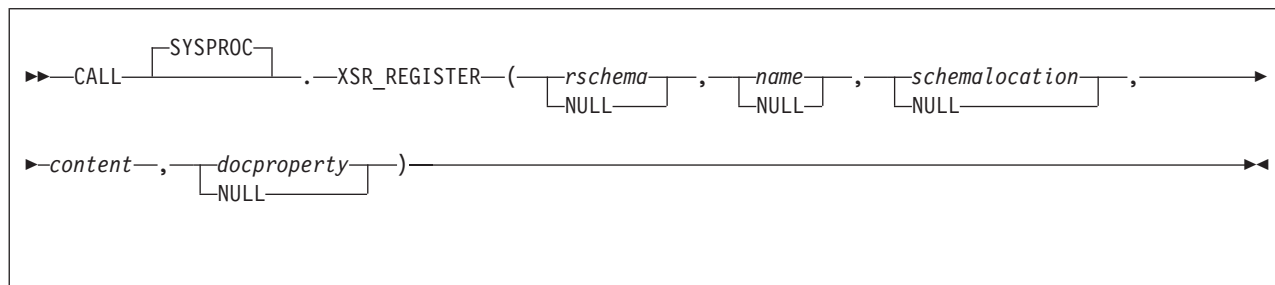 SYSPROC
CALL . XSR_REGISTER ( rschema , name , schemalocation ,
NULL NULL NULL
content , docproperty )
NULL